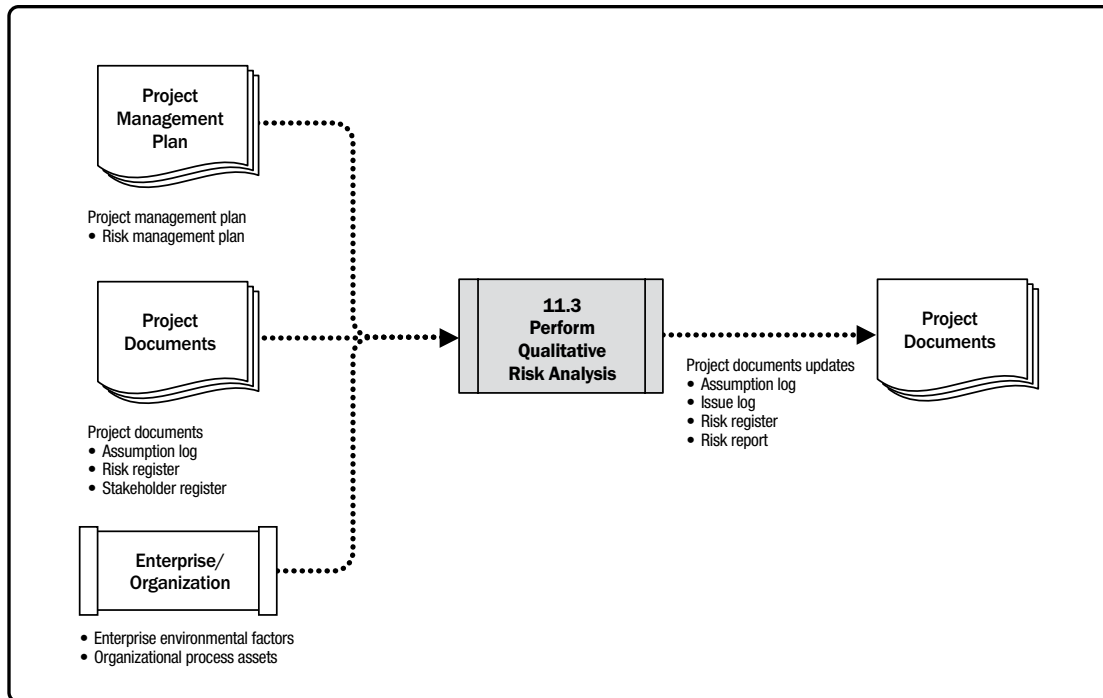 Project
Management
Plan
Project management plan
• Risk management plan
Project
Documents
Project documents
• Assumption log
• Risk register
• Stakeholder register
Enterprise/
Organization
• Enterprise environmental factors
• Organizational process assets
11.3
Perform
Qualitative
Risk Analysis
Project documents updates
• Assumption log
• Issue log
• Risk register
• Risk report
Project
Documents